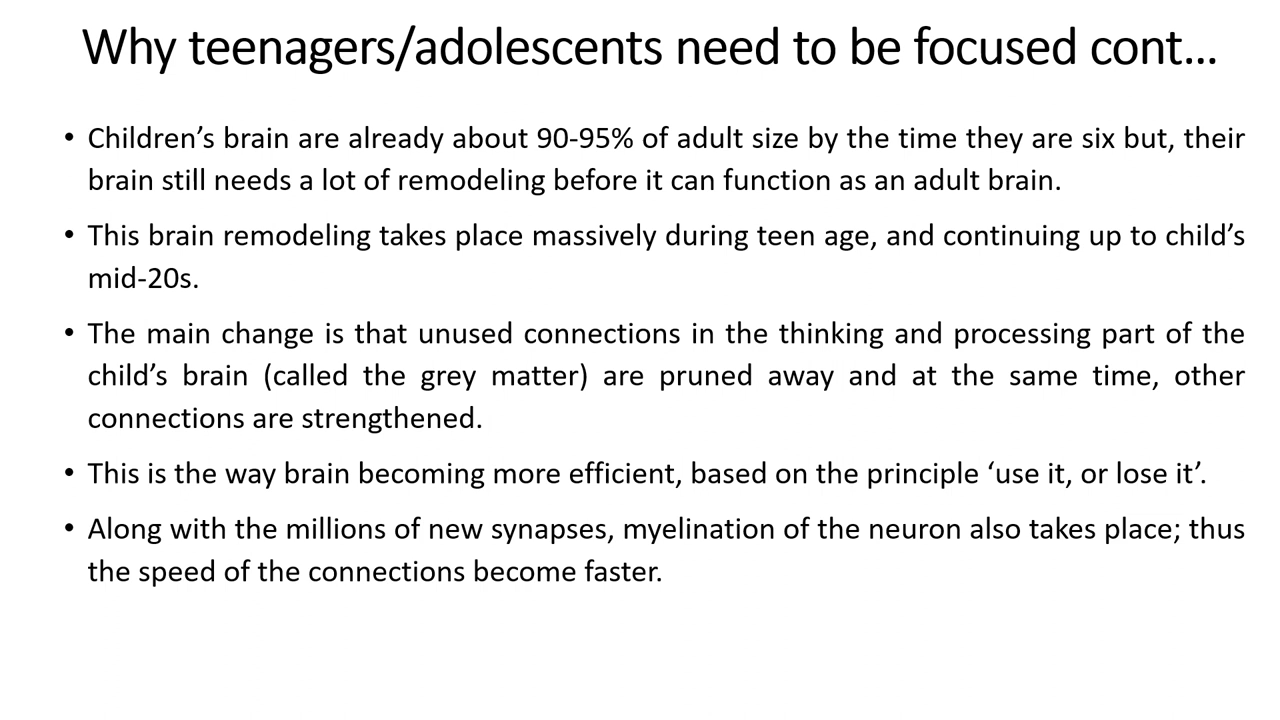 Why teenagers/adolescents need to be focused cont...
• Children’s brain are already about 90-95% of adult size by the time they are six but, their
brain still needs a lot of remodeling before it can function as an adult brain.
• This brain remodeling takes place massively during teen age, and continuing up to child’s
mid-20s.
• The main change is that unused connections in the thinking and processing part of the
child’s brain (called the grey matter) are pruned away and at the same time, other
connections are strengthened.
• This is the way brain becoming more efficient, based on the principle ‘use it, or lose it’.
• Along with the millions of new synapses, myelination of the neuron also takes place; thus
the speed of the connections become faster.